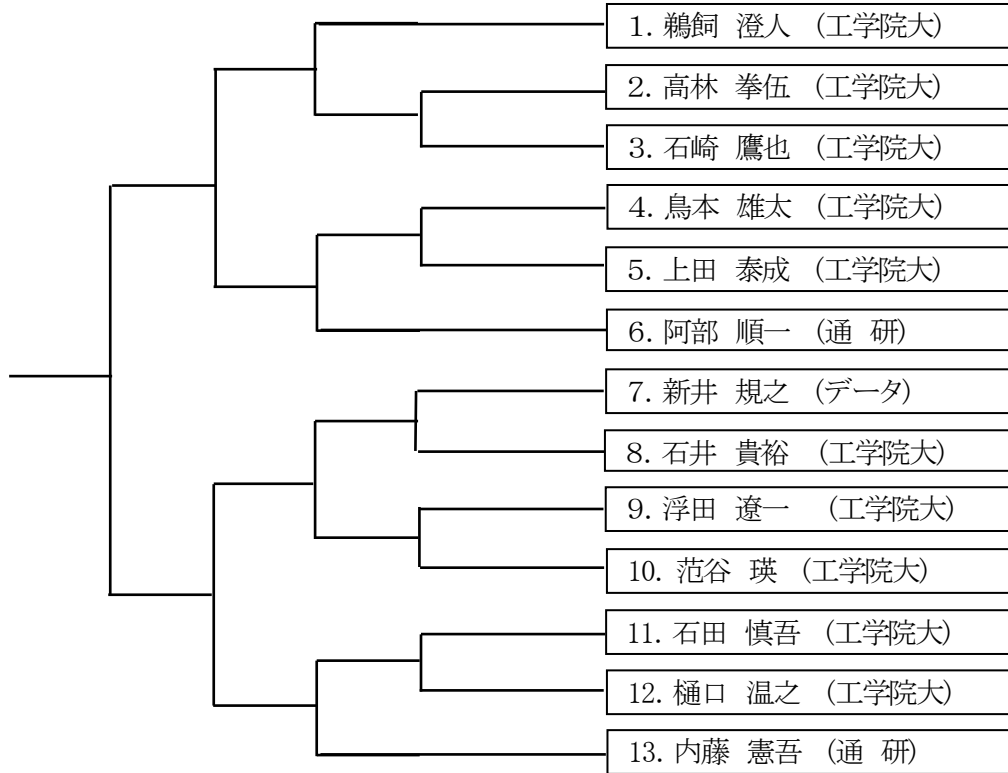 1. 鵜飼 澄人 (工学院大)
2. 高林 拳伍 (工学院大)
3. 石崎 鷹也 (工学院大)
4. 鳥本 雄太 (工学院大)
5. 上田 泰成 (工学院大)
6. 阿部 順一 (通 研)
7. 新井 規之 (データ)
8. 石井 貴裕 (工学院大)
9. 浮田 遼一 (工学院大)
10. 范谷 瑛 (工学院大)
11. 石田 慎吾 (工学院大)
12. 樋口 温之 (工学院大)
13. 内藤 憲吾 (通 研)